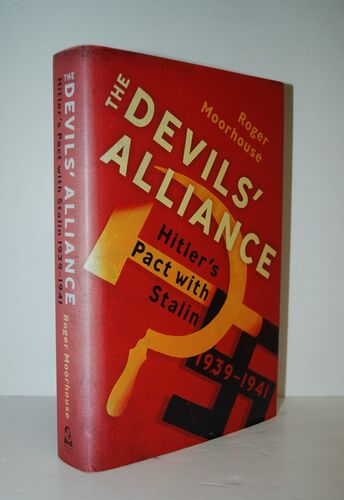 THE
DEVILS'
ALLIANCE
Roger
Moorhouse
Hitler's
Pact with
Stalin
1939–1941
THE DEVILS' ALLIANCE
Hitler's Pact with Stalin 1939–1941
Roger Moorhouse